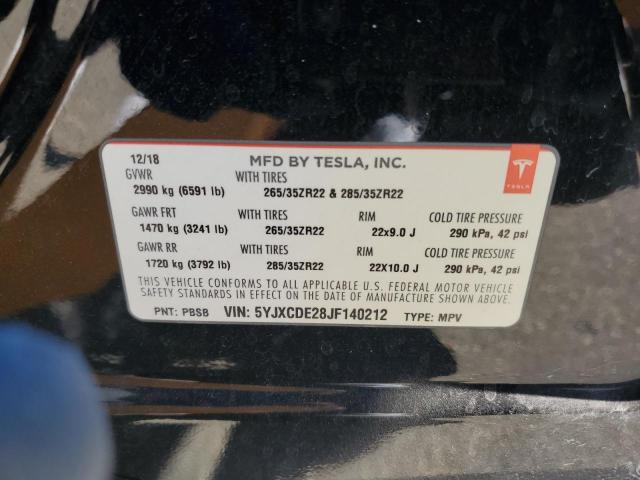 12/18 MFD BY TESLA, INC.
GVWR WITH TIRES
2990 kg (6591 lb) 265/35ZR22 & 285/35ZR22
TESLA
GAWR FRT WITH TIRES RIM COLD TIRE PRESSURE
1470 kg (3241 lb) 265/35ZR22 22x9.0 J 290 kPa, 42 psi
GAWR RR WITH TIRES RIM COLD TIRE PRESSURE
1720 kg (3792 lb) 285/35ZR22 22X10.0 J 290 kPa, 42 psi
THIS VEHICLE CONFORMS TO ALL APPLICABLE U.S. FEDERAL MOTOR VEHICLE
SAFETY STANDARDS IN EFFECT ON THE DATE OF MANUFACTURE SHOWN ABOVE.
PNT: PBSB VIN: 5YJXCDE28JF140212 TYPE: MPV